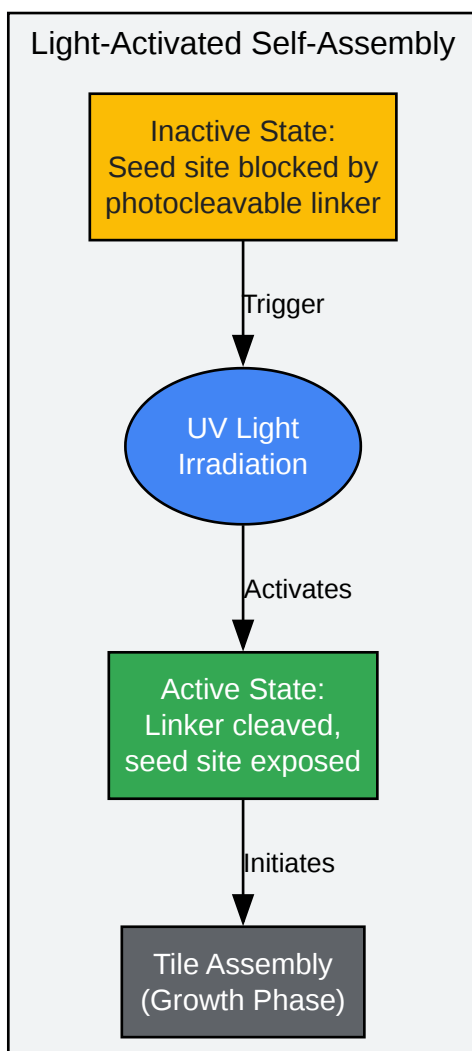 Light-Activated Self-Assembly
Inactive State:
Seed site blocked by
photocleavable linker
Trigger
UV Light
Irradiation
Activates
Active State:
Linker cleaved,
seed site exposed
Initiates
Tile Assembly
(Growth Phase)